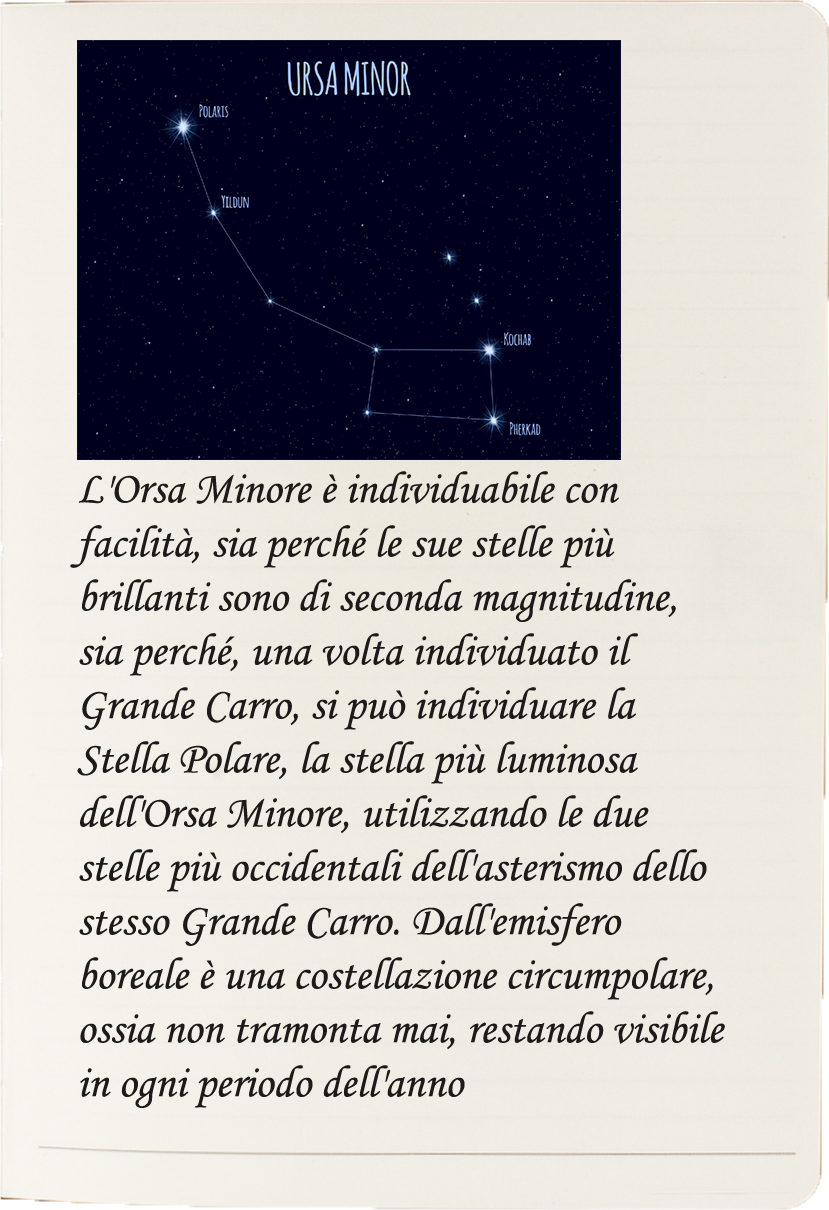 URSA MINOR
POLARIS
YILDUN
KOCHAB
PHERKAD
L'Orsa Minore è individuabile con
facilità, sia perché le sue stelle più
brillanti sono di seconda magnitudine,
sia perché, una volta individuato il
Grande Carro, si può individuare la
Stella Polare, la stella più luminosa
dell'Orsa Minore, utilizzando le due
stelle più occidentali dell'asterismo dello
stesso Grande Carro. Dall'emisfero
boreale è una costellazione circumpolare,
ossia non tramonta mai, restando visibile
in ogni periodo dell'anno